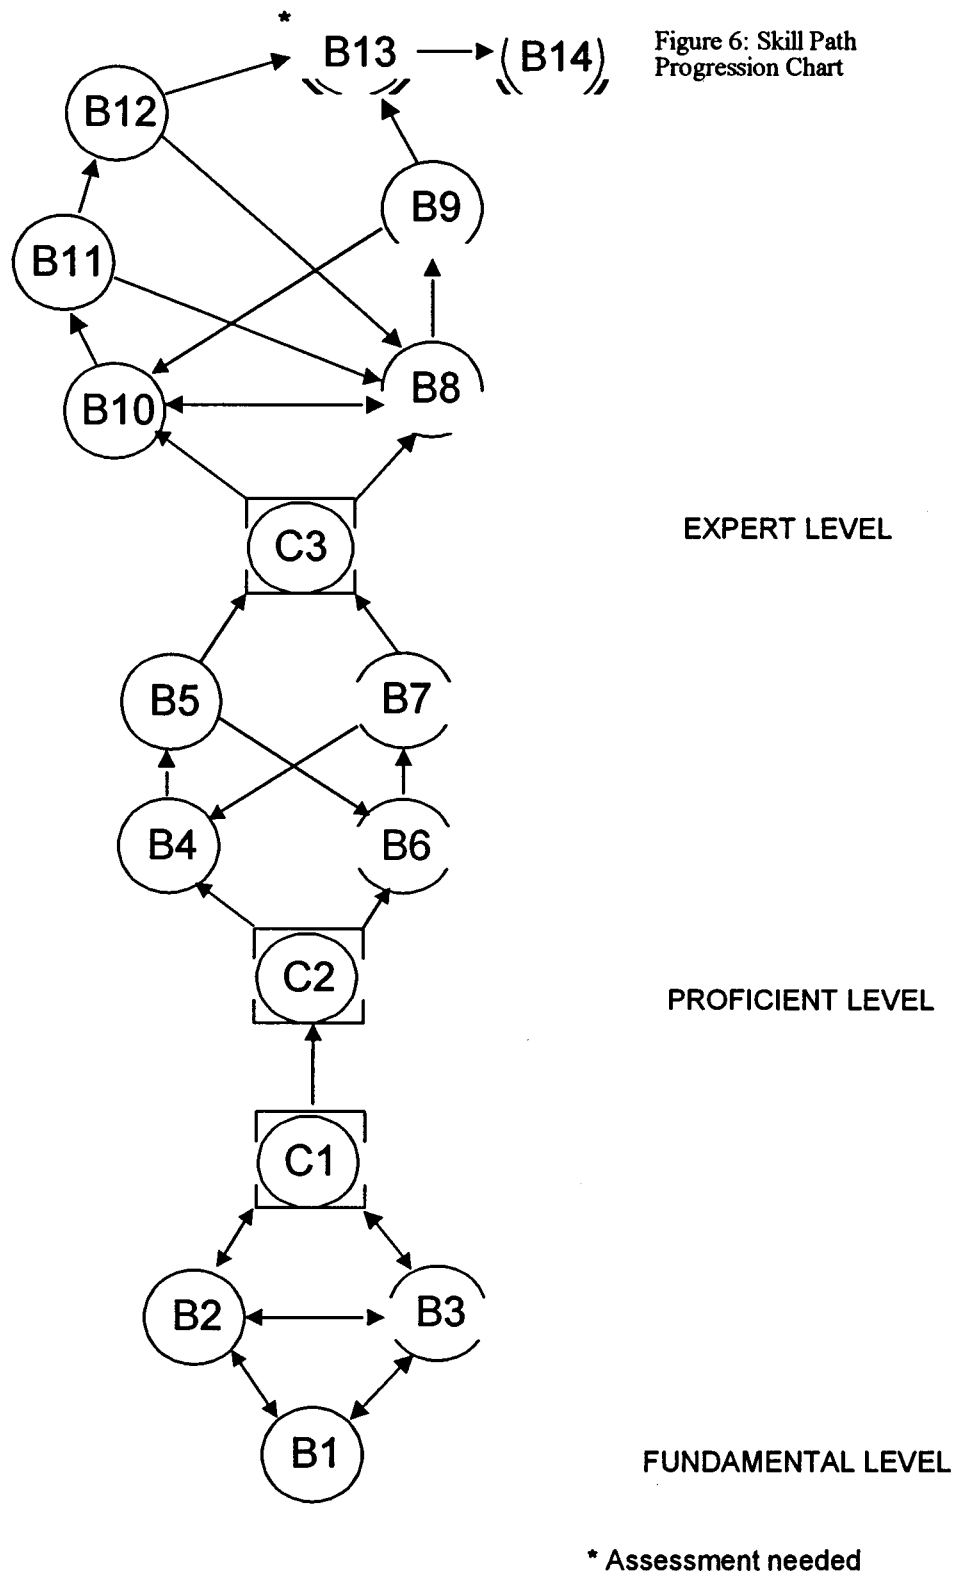 *
B13
(B14)
Figure 6: Skill Path
Progression Chart
B12
B9
B11
B8
B10
C3
EXPERT LEVEL
B5
B7
B4
B6
C2
PROFICIENT LEVEL
C1
B2
B3
B1
FUNDAMENTAL LEVEL
* Assessment needed